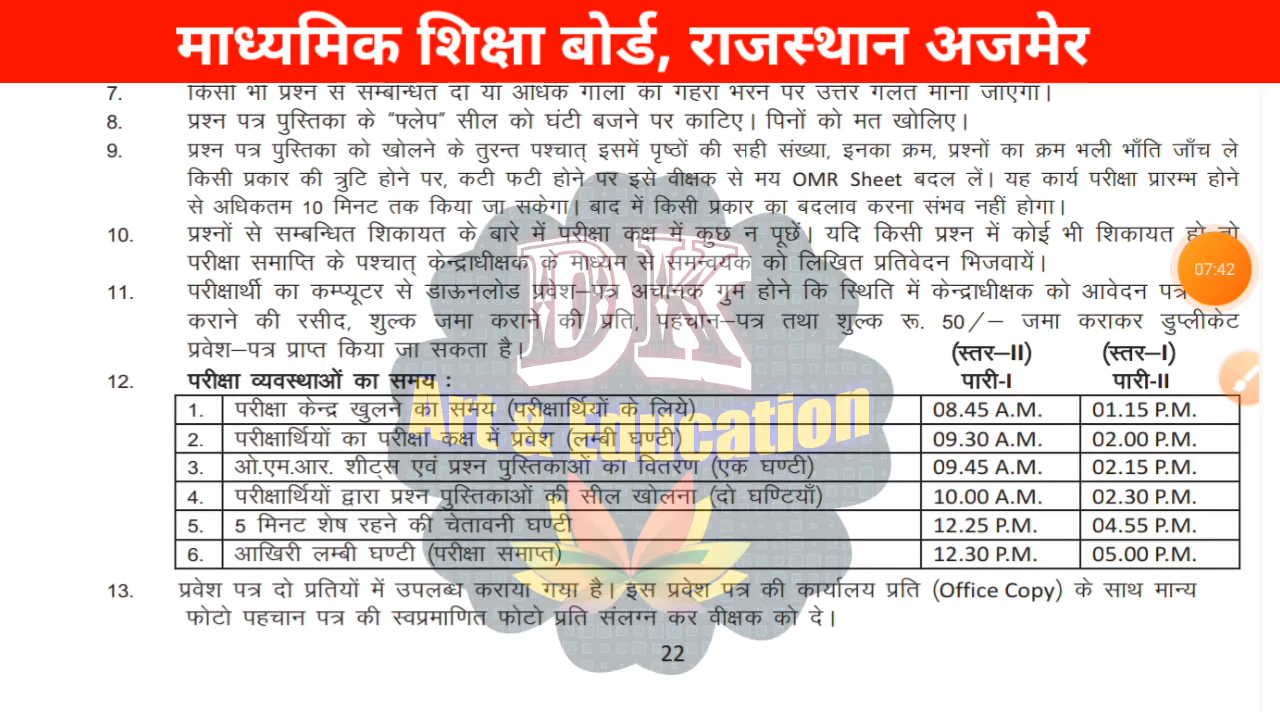 माध्यमिक शिक्षा बोर्ड, राजस्थान अजमेर
7. किसी भी प्रश्न से सम्बन्धित दो या अधिक गोलों को गहरा भरने पर उत्तर गलत माना जाएगा।
8. प्रश्न पत्र पुस्तिका के "फ्लेप" सील को घंटी बजने पर काटिए। पिनों को मत खोलिए।
9. प्रश्न पत्र पुस्तिका को खोलने के तुरन्त पश्चात् इसमें पृष्ठों की सही संख्या, इनका क्रम, प्रश्नों का क्रम भली भाँति जाँच ले
किसी प्रकार की त्रुटि होने पर, कटी फटी होने पर इसे वीक्षक से मय OMR Sheet बदल लें। यह कार्य परीक्षा प्रारम्भ होने
से अधिकतम 10 मिनट तक किया जा सकेगा। बाद में किसी प्रकार का बदलाव करना संभव नहीं होगा।
10. प्रश्नों से सम्बन्धित शिकायत के बारे में परीक्षा कक्ष में कुछ न पूछें। यदि किसी प्रश्न में कोई भी शिकायत हो तो
परीक्षा समाप्ति के पश्चात् केन्द्राधीक्षक के माध्यम से समन्वयक को लिखित प्रतिवेदन भिजवायें।
07:42
11. परीक्षार्थी का कम्प्यूटर से डाऊनलोड प्रवेश–पत्र अचानक गुम होने कि स्थिति में केन्द्राधीक्षक को आवेदन पत्र
कराने की रसीद, शुल्क जमा कराने की प्रति, पहचान–पत्र तथा शुल्क रू. 50/– जमा कराकर डुप्लीकेट
प्रवेश–पत्र प्राप्त किया जा सकता है।
(स्तर–II) (स्तर–I)
12. परीक्षा व्यवस्थाओं का समय : पारी-I पारी-II
1. परीक्षा केन्द्र खुलने का समय (परीक्षार्थियों के लिये) 08.45 A.M. 01.15 P.M.
2. परीक्षार्थियों का परीक्षा कक्ष में प्रवेश (लम्बी घण्टी) 09.30 A.M. 02.00 P.M.
3. ओ.एम.आर. शीट्स एवं प्रश्न पुस्तिकाओं का वितरण (एक घण्टी) 09.45 A.M. 02.15 P.M.
4. परीक्षार्थियों द्वारा प्रश्न पुस्तिकाओं की सील खोलना (दो घण्टियाँ) 10.00 A.M. 02.30 P.M.
5. 5 मिनट शेष रहने की चेतावनी घण्टी 12.25 P.M. 04.55 P.M.
6. आखिरी लम्बी घण्टी (परीक्षा समाप्त) 12.30 P.M. 05.00 P.M.
13. प्रवेश पत्र दो प्रतियों में उपलब्ध कराया गया है। इस प्रवेश पत्र की कार्यालय प्रति (Office Copy) के साथ मान्य
फोटो पहचान पत्र की स्वप्रमाणित फोटो प्रति संलग्न कर वीक्षक को दे।
22
DK
Art & Education